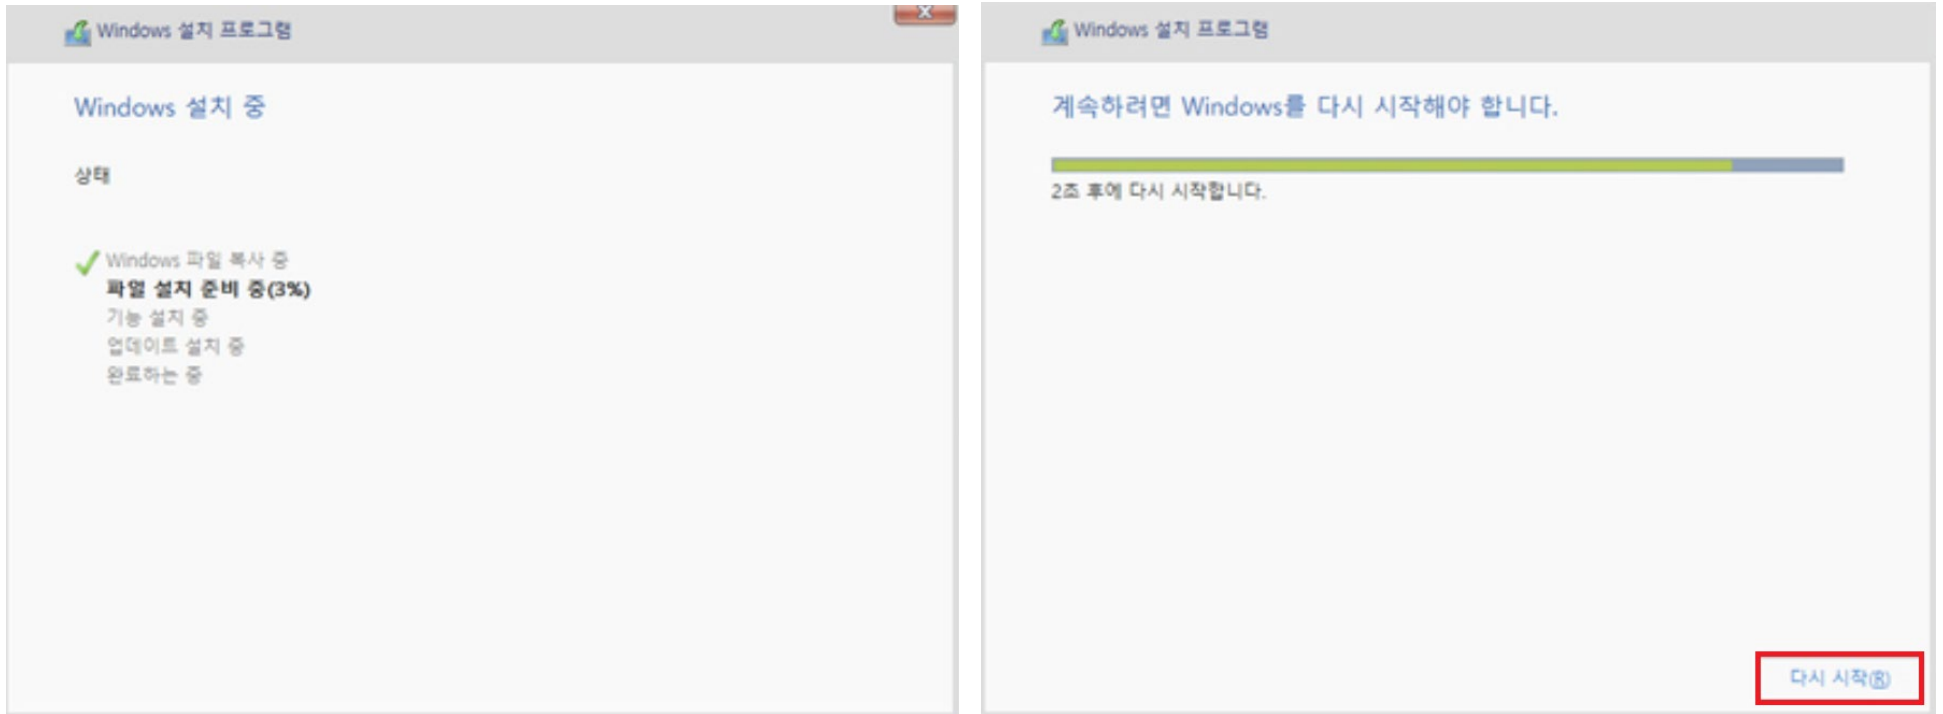 Windows 설치 프로그램
Windows 설치 중
상태
Windows 파일 복사 중
파일 설치 준비 중(3%)
기능 설치 중
업데이트 설치 중
완료하는 중
Windows 설치 프로그램
계속하려면 Windows를 다시 시작해야 합니다.
2초 후에 다시 시작합니다.
다시 시작(R)